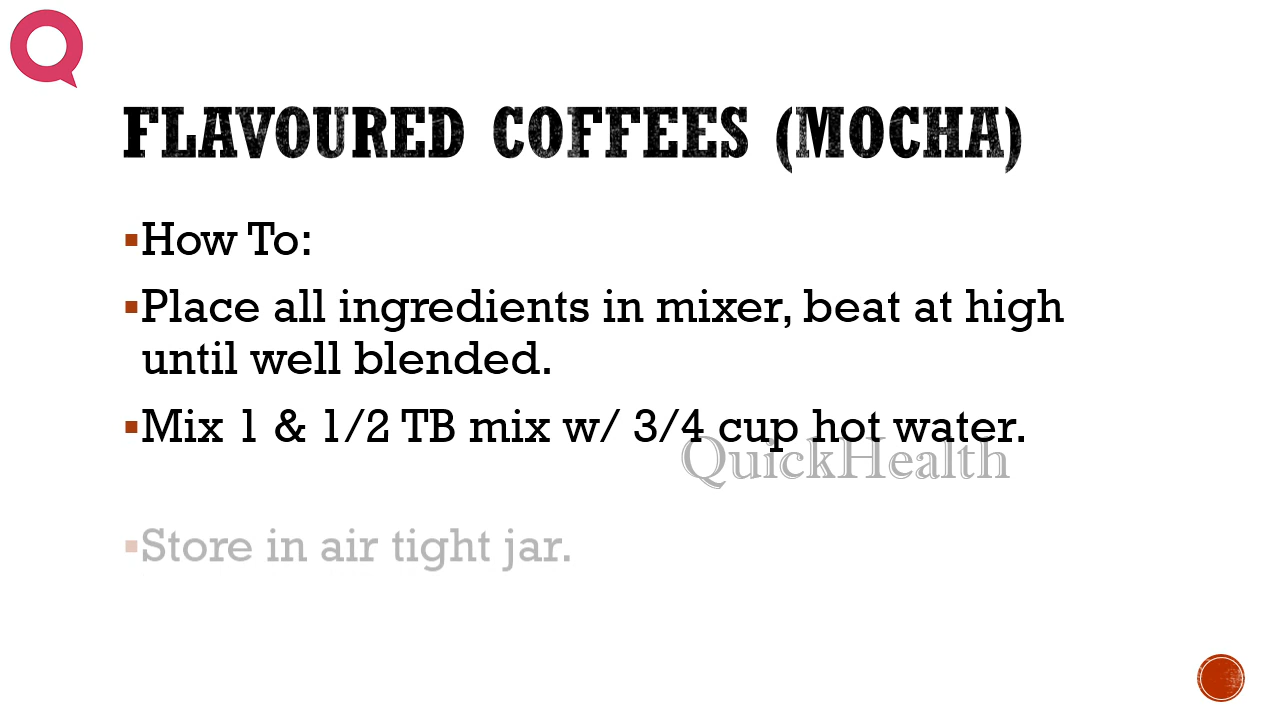 FLAVOURED COFFEES (MOCHA)
▪How To:
▪Place all ingredients in mixer, beat at high
until well blended.
▪Mix 1 & 1/2 TB mix w/ 3/4 cup hot water.
QuickHealth
▪Store in air tight jar.